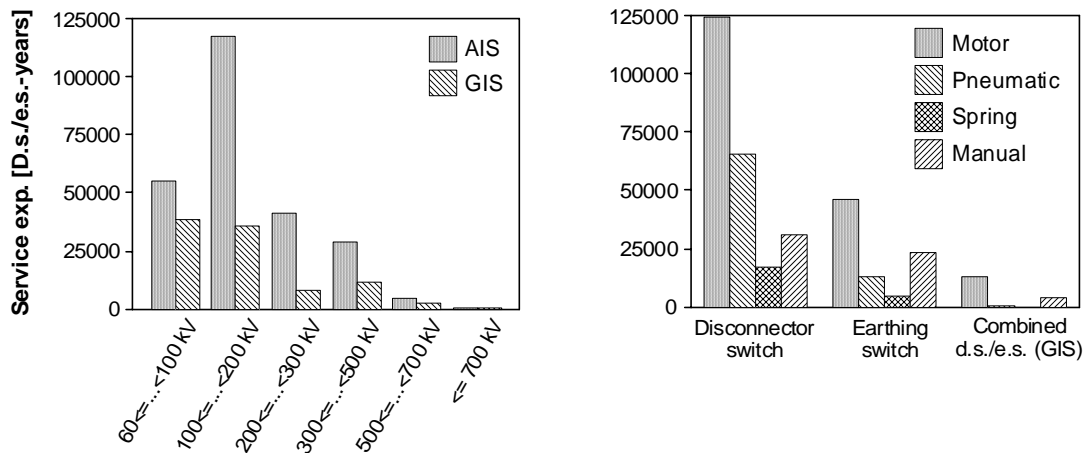 Service exp. [D.s./e.s.-years]
125000
100000
75000
50000
25000
0
AIS
GIS
60<=...<100 kV
100<=...<200 kV
200<=...<300 kV
300<=...<500 kV
500<=...<700 kV
<= 700 kV
125000
100000
75000
50000
25000
0
Motor
Pneumatic
Spring
Manual
Disconnector
switch
Earthing
switch
Combined
d.s./e.s. (GIS)